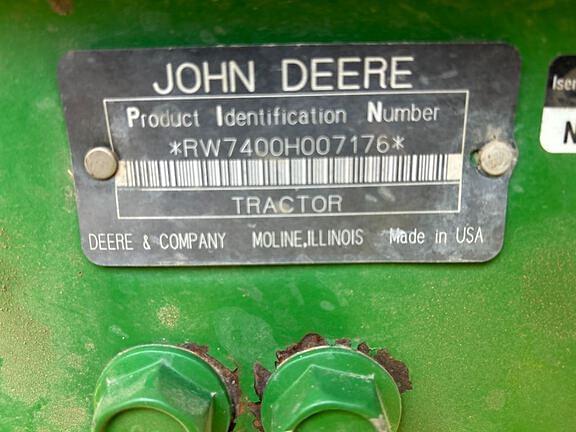 JOHN DEERE
Product Identification Number
*RW7400H007176*
TRACTOR
DEERE & COMPANY MOLINE, ILLINOIS Made in USA